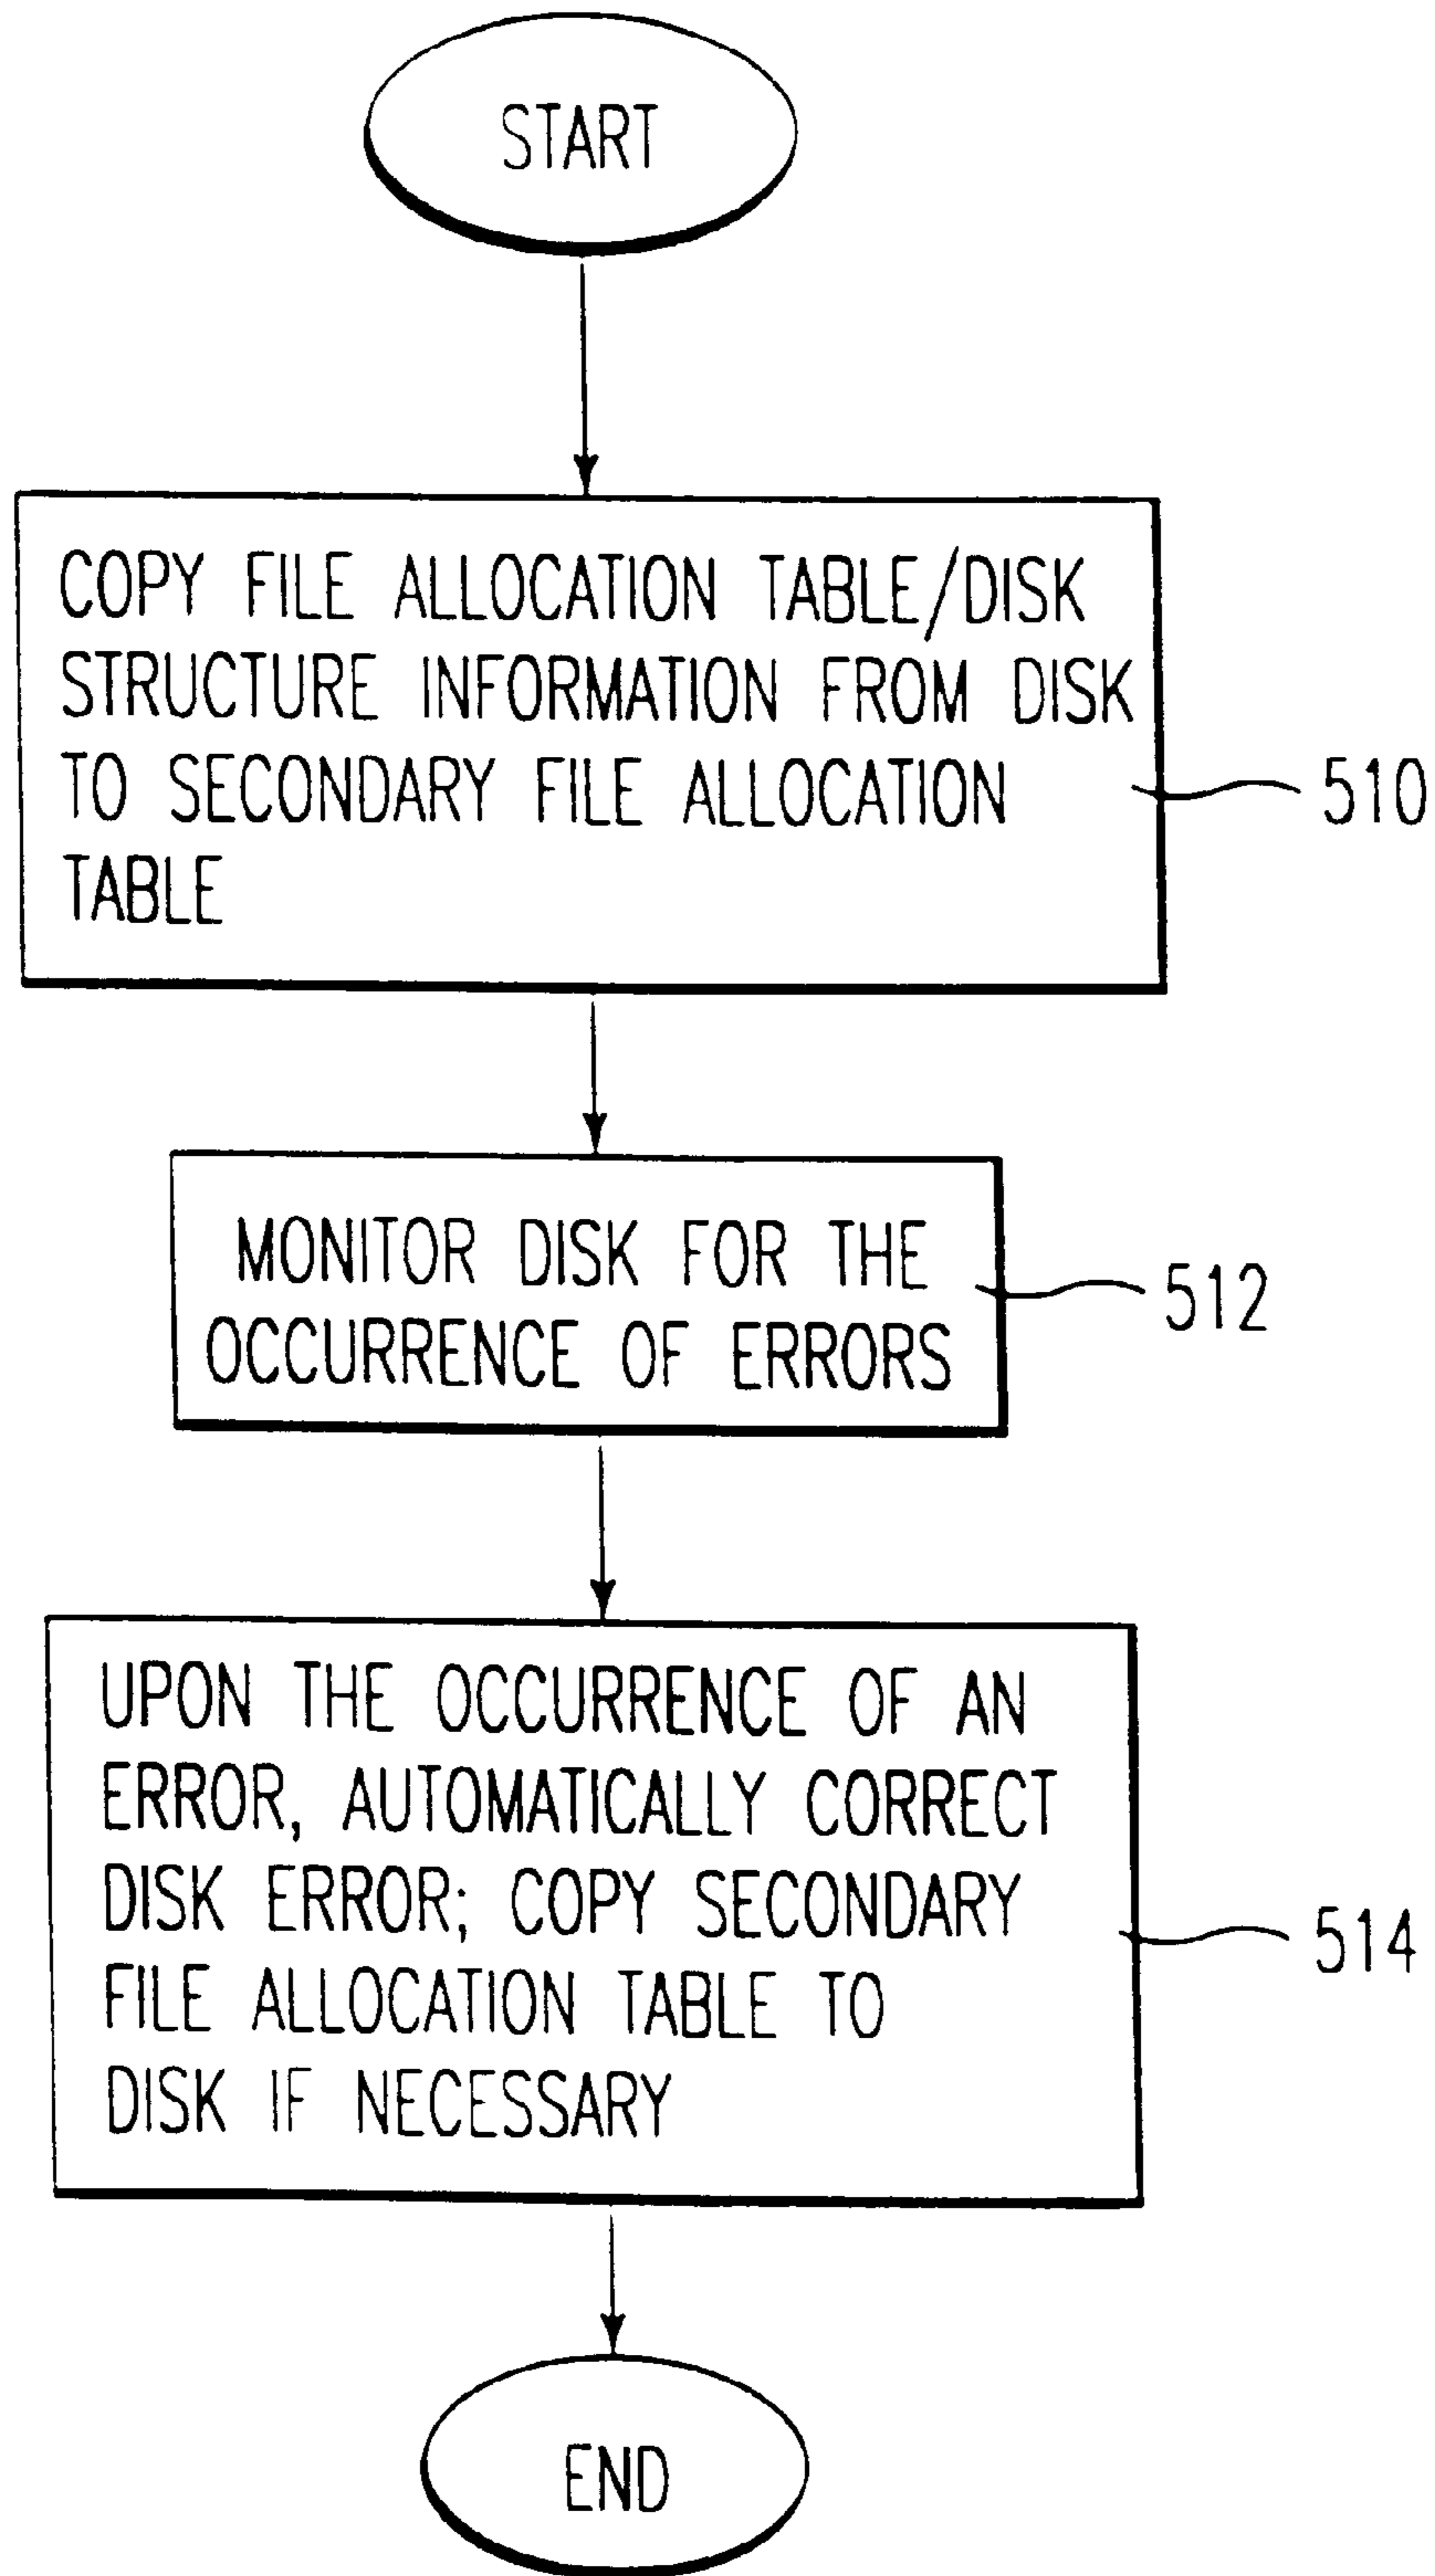 START
COPY FILE ALLOCATION TABLE/DISK
STRUCTURE INFORMATION FROM DISK
TO SECONDARY FILE ALLOCATION
TABLE
510
MONITOR DISK FOR THE
OCCURRENCE OF ERRORS
512
UPON THE OCCURRENCE OF AN
ERROR, AUTOMATICALLY CORRECT
DISK ERROR; COPY SECONDARY
FILE ALLOCATION TABLE TO
DISK IF NECESSARY
514
END